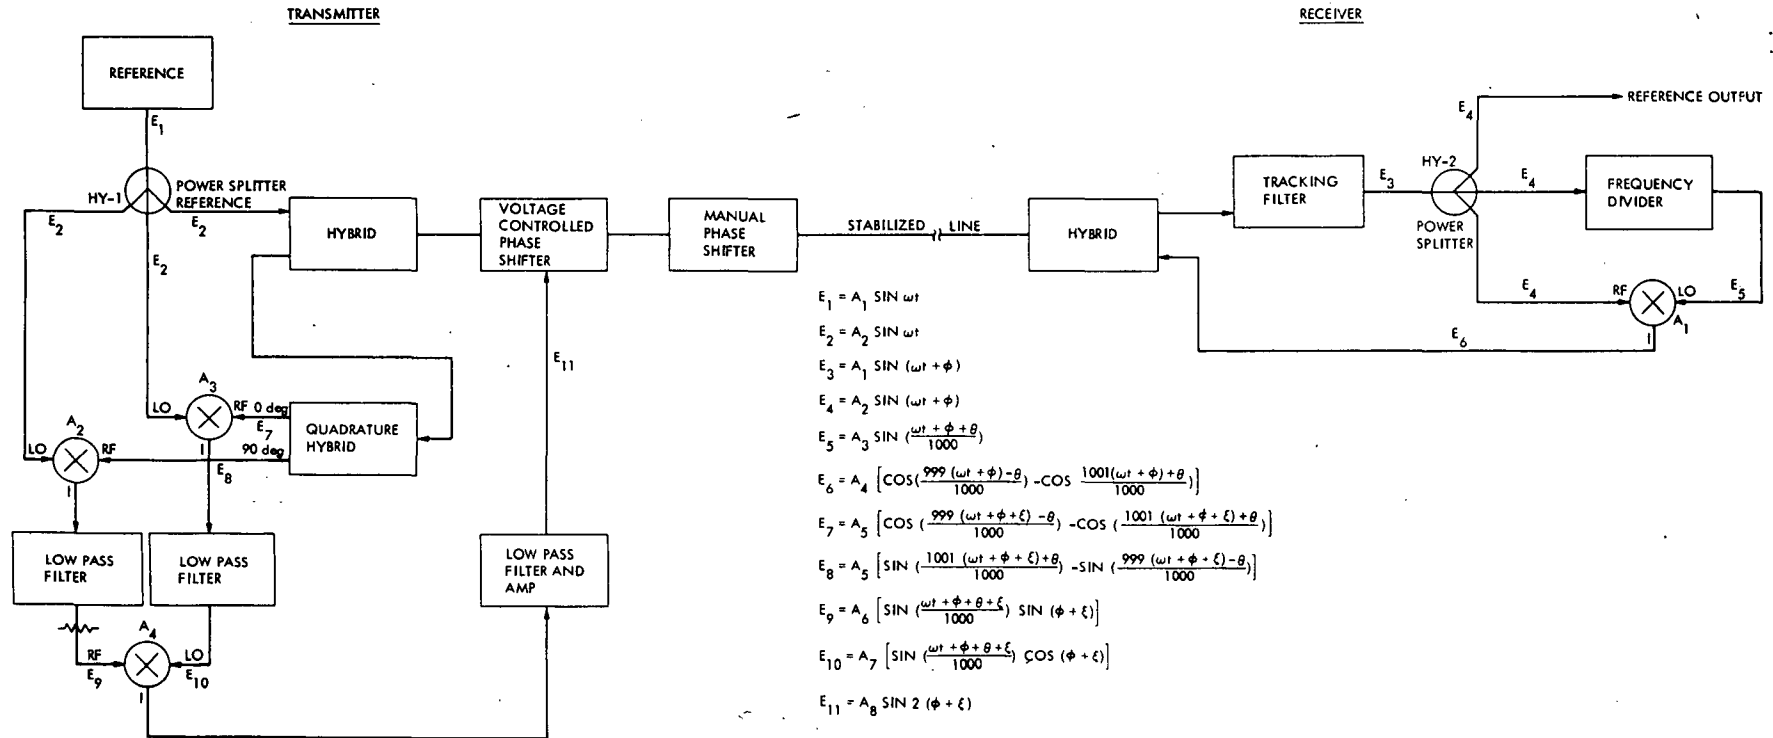 TRANSMITTER
RECEIVER
REFERENCE
E1
HY-1
POWER SPLITTER
REFERENCE
E2
E2
E2
HYBRID
VOLTAGE
CONTROLLED
PHASE
SHIFTER
MANUAL
PHASE
SHIFTER
STABILIZED LINE
HYBRID
TRACKING
FILTER
E3
HY-2
POWER
SPLITTER
E4
REFERENCE OUTPUT
E4
FREQUENCY
DIVIDER
E4
RF
LO
E5
A1
I
E6
E11
A3
LO
RF 0 deg
E7
I
QUADRATURE
HYBRID
A2
LO
RF
90 deg
E8
I
LOW PASS
FILTER
LOW PASS
FILTER
LOW PASS
FILTER AND
AMP
A4
RF
LO
E9
E10
I
E1 = A1 SIN ωt
E2 = A2 SIN ωt
E3 = A1 SIN (ωt + φ)
E4 = A2 SIN (ωt + φ)
E5 = A3 SIN (ωt + φ + θ / 1000)
E6 = A4 [COS(999 (ωt + φ) - θ / 1000) - COS 1001(ωt + φ) + θ / 1000)]
E7 = A5 [COS (999 (ωt + φ + ξ) - θ / 1000) - COS (1001 (ωt + φ + ξ) + θ / 1000)]
E8 = A5 [SIN (1001 (ωt + φ + ξ) + θ / 1000) - SIN (999 (ωt + φ + ξ) - θ / 1000)]
E9 = A6 [SIN (ωt + φ + θ + ξ / 1000) SIN (φ + ξ)]
E10 = A7 [SIN (ωt + φ + θ + ξ / 1000) COS (φ + ξ)]
E11 = A8 SIN 2 (φ + ξ)